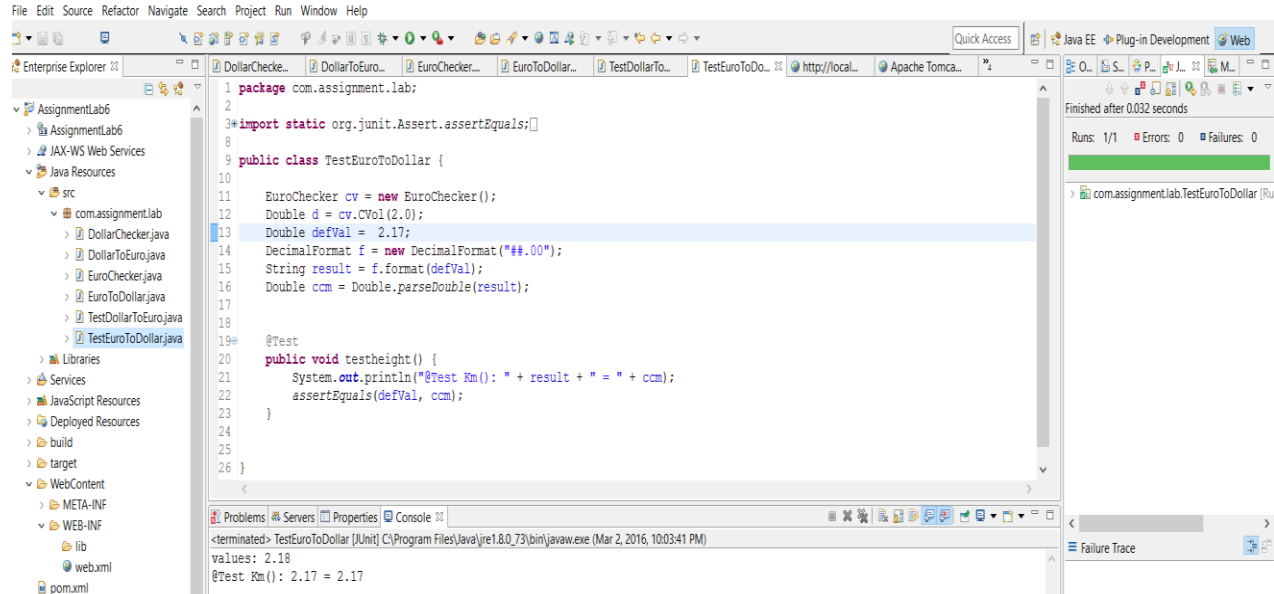 File Edit Source Refactor Navigate Search Project Run Window Help
Quick Access Java EE Plug-in Development Web
Enterprise Explorer
AssignmentLab6
AssignmentLab6
JAX-WS Web Services
Java Resources
src
com.assignment.lab
DollarChecker.java
DollarToEuro.java
EuroChecker.java
EuroToDollar.java
TestDollarToEuro.java
TestEuroToDollar.java
Libraries
Services
JavaScript Resources
Deployed Resources
build
target
WebContent
META-INF
WEB-INF
lib
web.xml
pom.xml
DollarChecke... DollarToEuro... EuroChecker.... EuroToDollar... TestDollarTo... TestEuroToDo... http://local... Apache Tomca... "4
1 package com.assignment.lab;
2
3 import static org.junit.Assert.assertEquals;
8
9 public class TestEuroToDollar {
10
11 EuroChecker cv = new EuroChecker();
12 Double d = cv.CVol(2.0);
13 Double defVal = 2.17;
14 DecimalFormat f = new DecimalFormat("##.00");
15 String result = f.format(defVal);
16 Double ccm = Double.parseDouble(result);
17
18
19 @Test
20 public void testheight() {
21 System.out.println("@Test Km(): " + result + " = " + ccm);
22 assertEquals(defVal, ccm);
23 }
24
25
26 }
Problems Servers Properties Console
<terminated> TestEuroToDollar [JUnit] C:\Program Files\Java\jre1.8.0_73\bin\javaw.exe (Mar 2, 2016, 10:03:41 PM)
values: 2.18
@Test Km(): 2.17 = 2.17
O... S... P... J... M...
Finished after 0.032 seconds
Runs: 1/1 Errors: 0 Failures: 0
com.assignment.lab.TestEuroToDollar [Ru
Failure Trace